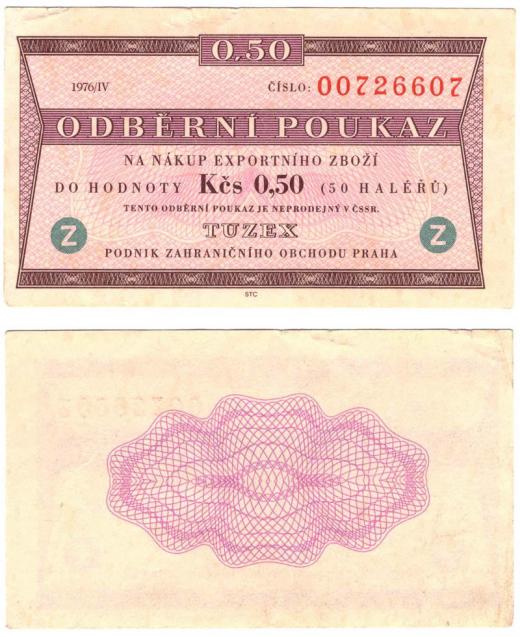 0,50
1976/IV ČÍSLO: 00726607
ODBĚRNÍ POUKAZ
NA NÁKUP EXPORTNÍHO ZBOŽÍ
DO HODNOTY Kčs 0,50 (50 HALÉŘŮ)
TENTO ODBĚRNÍ POUKAZ JE NEPRODEJNÝ V ČSSR.
Z TUZEX Z
PODNIK ZAHRANIČNÍHO OBCHODU PRAHA
STC